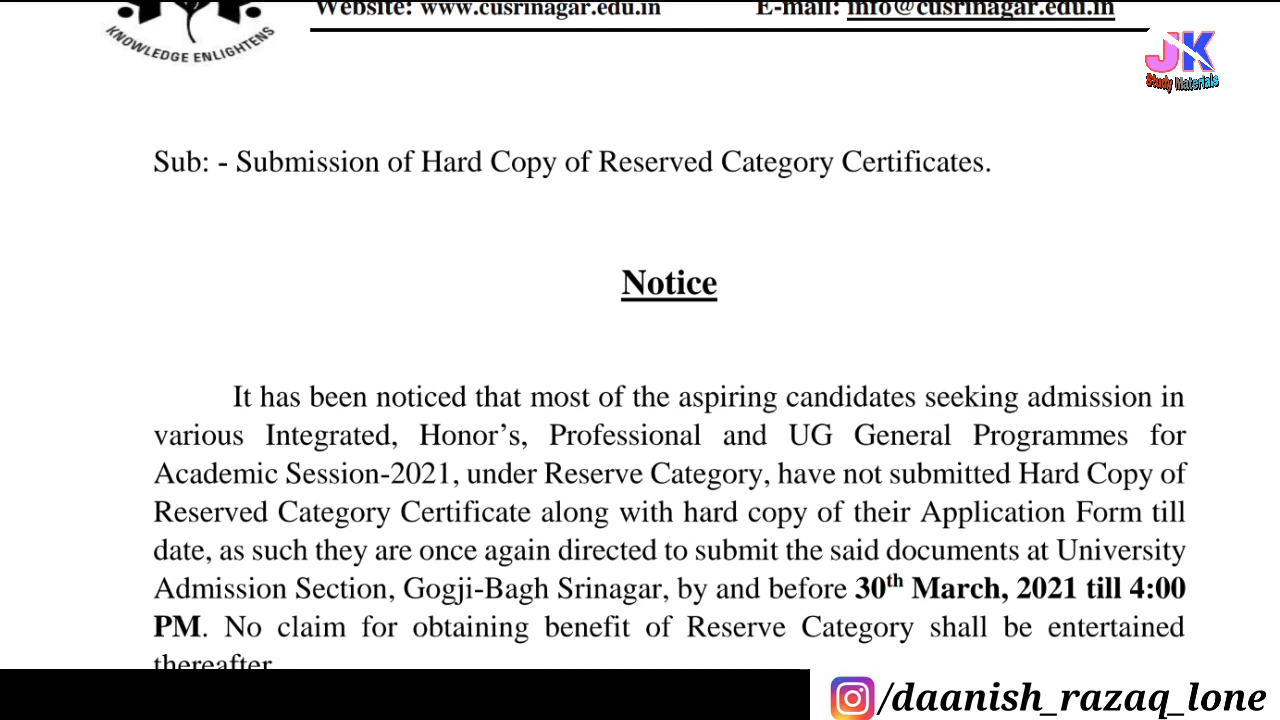 Website: www.cusrinagar.edu.in E-mail: info@cusrinagar.edu.in
KNOWLEDGE ENLIGHTENS
JK
Study Materials
Sub: - Submission of Hard Copy of Reserved Category Certificates.
Notice
It has been noticed that most of the aspiring candidates seeking admission in
various Integrated, Honor’s, Professional and UG General Programmes for
Academic Session-2021, under Reserve Category, have not submitted Hard Copy of
Reserved Category Certificate along with hard copy of their Application Form till
date, as such they are once again directed to submit the said documents at University
Admission Section, Gogji-Bagh Srinagar, by and before 30th March, 2021 till 4:00
PM. No claim for obtaining benefit of Reserve Category shall be entertained
thereafter
/daanish_razaq_lone